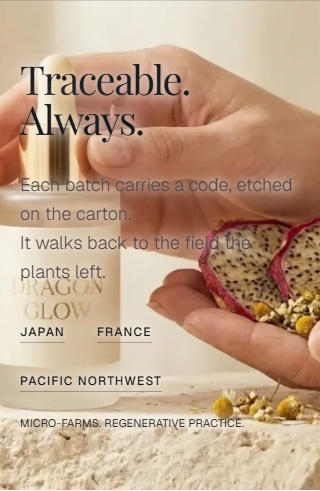 Traceable.
Always.
Each batch carries a code, etched
on the carton.
It walks back to the field the
plants left.
DRAGON
GLOW
JAPAN FRANCE
PACIFIC NORTHWEST
MICRO-FARMS. REGENERATIVE PRACTICE.